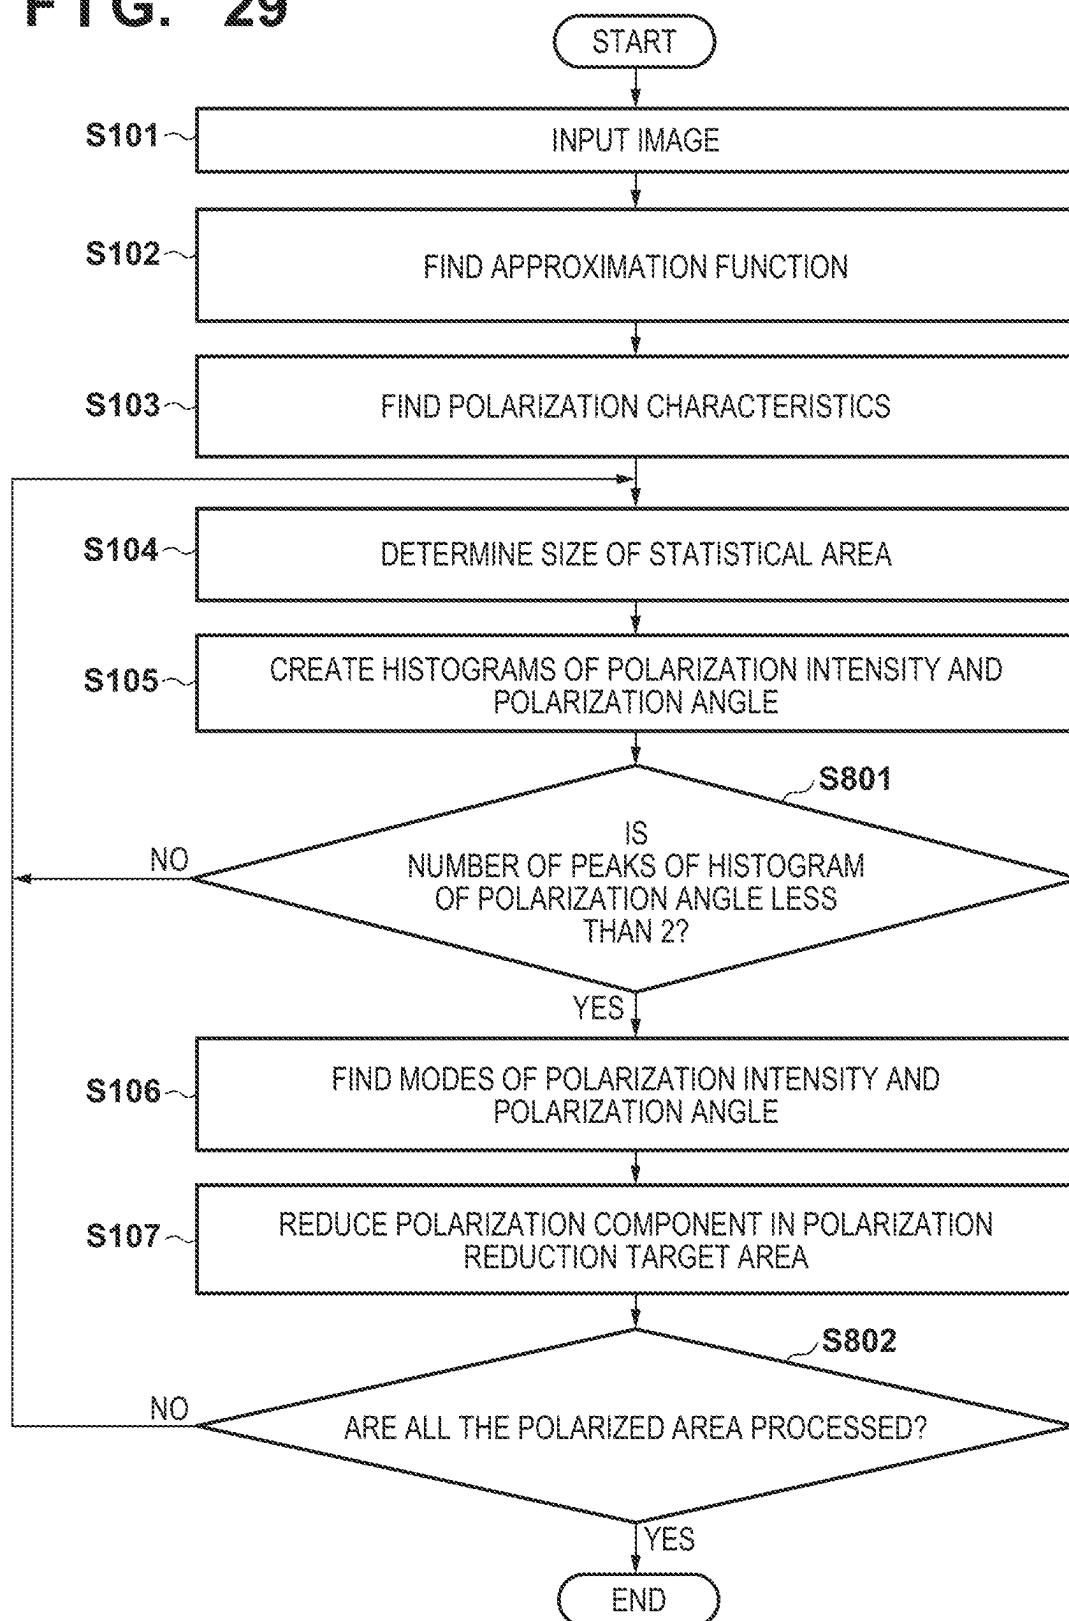 FIG. 29
START
S101
INPUT IMAGE
S102
FIND APPROXIMATION FUNCTION
S103
FIND POLARIZATION CHARACTERISTICS
S104
DETERMINE SIZE OF STATISTICAL AREA
S105
CREATE HISTOGRAMS OF POLARIZATION INTENSITY AND
POLARIZATION ANGLE
S801
IS
NUMBER OF PEAKS OF HISTOGRAM
OF POLARIZATION ANGLE LESS
THAN 2?
NO
YES
S106
FIND MODES OF POLARIZATION INTENSITY AND
POLARIZATION ANGLE
S107
REDUCE POLARIZATION COMPONENT IN POLARIZATION
REDUCTION TARGET AREA
S802
ARE ALL THE POLARIZED AREA PROCESSED?
NO
YES
END